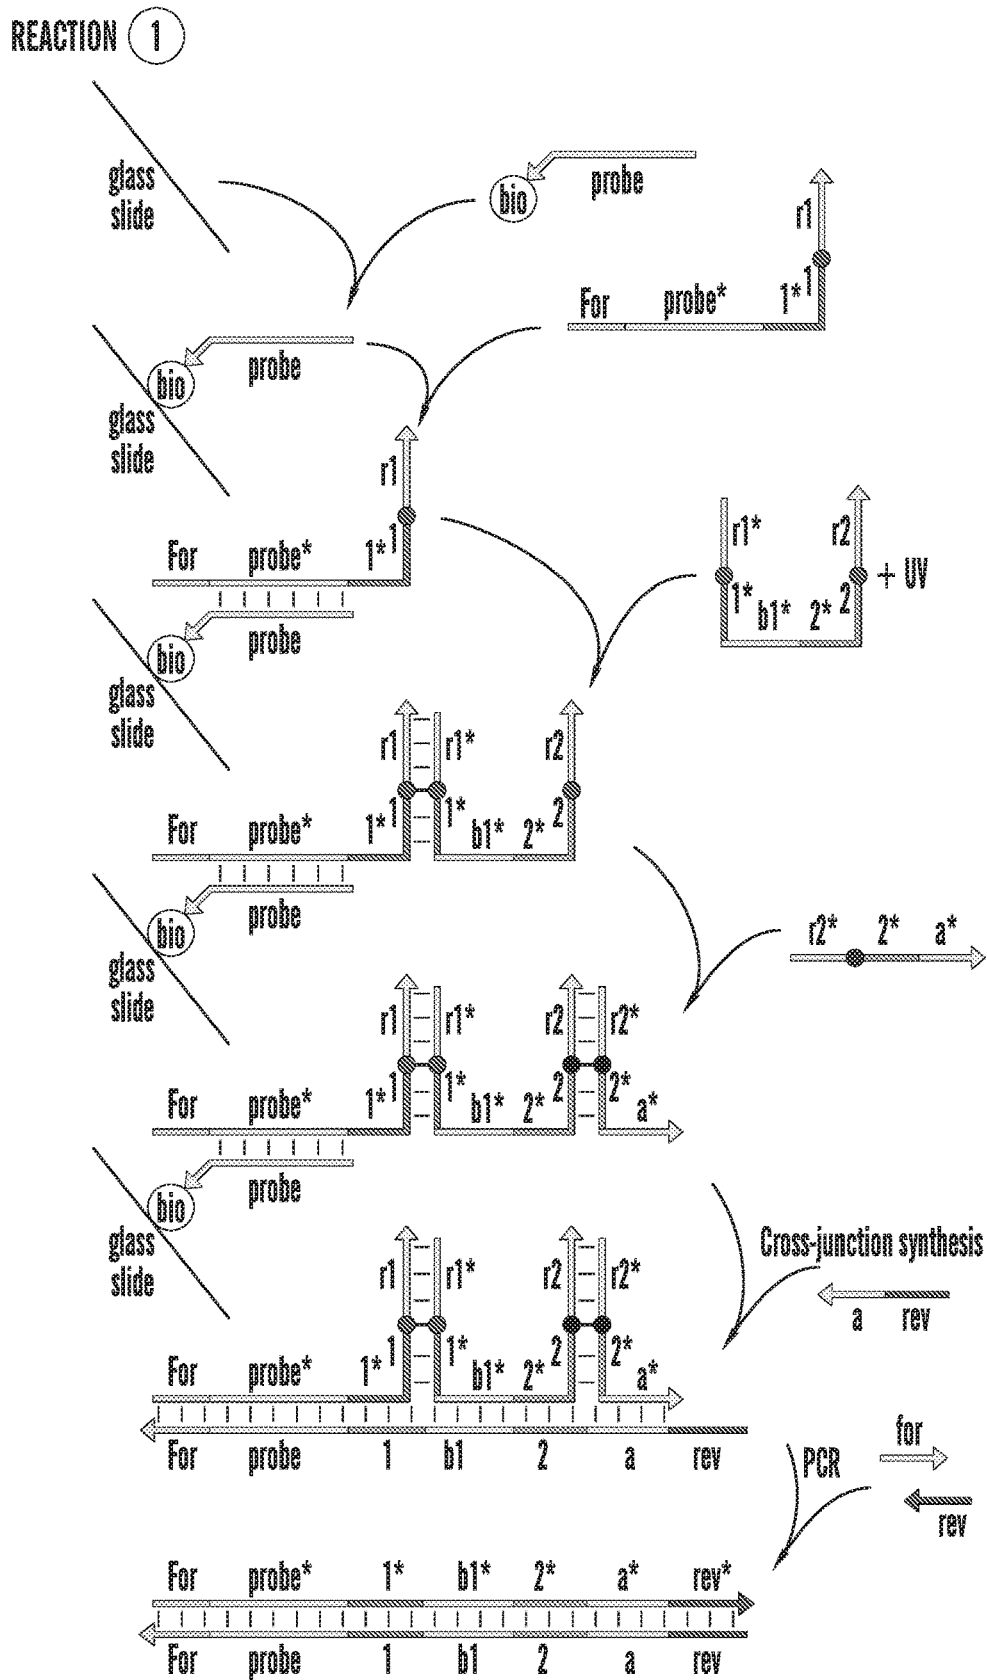 REACTION 1
glass
slide
bio
probe
r1
1
For probe* 1*
bio
probe
glass
slide
r1
1
For probe* 1*
bio
probe
glass
slide
r1*
1*
b1* 2*
r2
2
+ UV
r1 r1* r2
1 1* 2
For probe* 1* b1* 2*
bio
probe
glass
slide
r2* 2* a*
r1 r1* r2 r2*
1 1* 2 2*
For probe* 1* b1* 2* a*
bio
probe
glass
slide
Cross-junction synthesis
a rev
r1 r1* r2 r2*
1 1* 2 2*
For probe* 1* b1* 2* a*
For probe 1 b1 2 a rev
PCR
for
rev
For probe* 1* b1* 2* a* rev*
For probe 1 b1 2 a rev